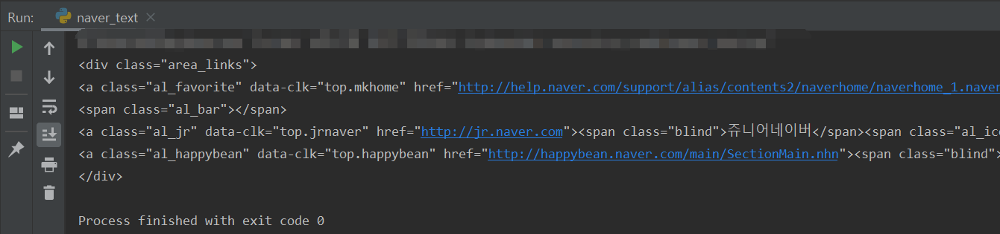 Run: naver_text
<div class="area_links">
<a class="al_favorite" data-clk="top.mkhome" href="http://help.naver.com/support/alias/contents2/naverhome/naverhome_1.naver
<span class="al_bar"></span>
<a class="al_jr" data-clk="top.jrnaver" href="http://jr.naver.com"><span class="blind">쥬니어네이버</span><span class="al_ico
<a class="al_happybean" data-clk="top.happybean" href="http://happybean.naver.com/main/SectionMain.nhn"><span class="blind">
</div>
Process finished with exit code 0